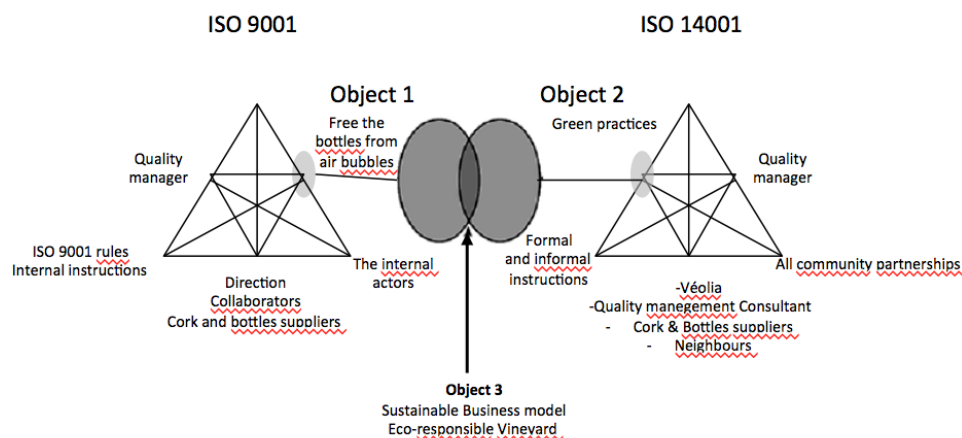 ISO 9001
ISO 14001
Object 1
Free the
bottles from
air bubbles
Object 2
Green practices
Quality
manager
Quality
manager
ISO 9001 rules
Internal instructions
Direction
Collaborators
Cork and bottles suppliers
The internal
actors
Formal
and informal
instructions
-Véolia
-Quality manegement Consultant
- Cork & Bottles suppliers
- Neighbours
All community partnerships
Object 3
Sustainable Business model
Eco-responsible Vineyard